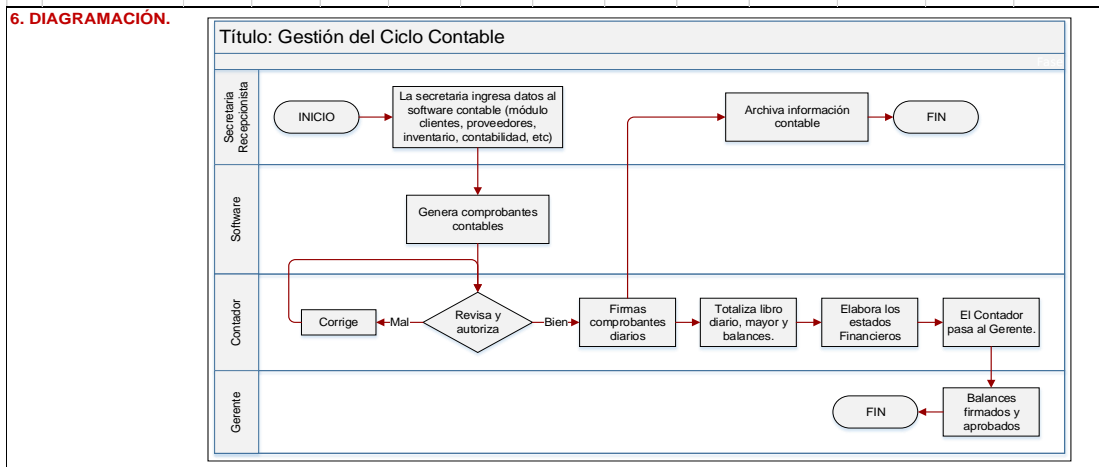 6. DIAGRAMACIÓN.
Título: Gestión del Ciclo Contable
Fase
Secretaria
Recepcionista
INICIO
La secretaria ingresa datos al
software contable (módulo
clientes, proveedores,
inventario, contabilidad, etc)
Archiva información
contable
FIN
Software
Genera comprobantes
contables
Contador
Corrige
Mal
Revisa y
autoriza
Bien
Firmas
comprobantes
diarios
Totaliza libro
diario, mayor y
balances.
Elabora los
estados
Financieros
El Contador
pasa al Gerente.
Gerente
FIN
Balances
firmados y
aprobados